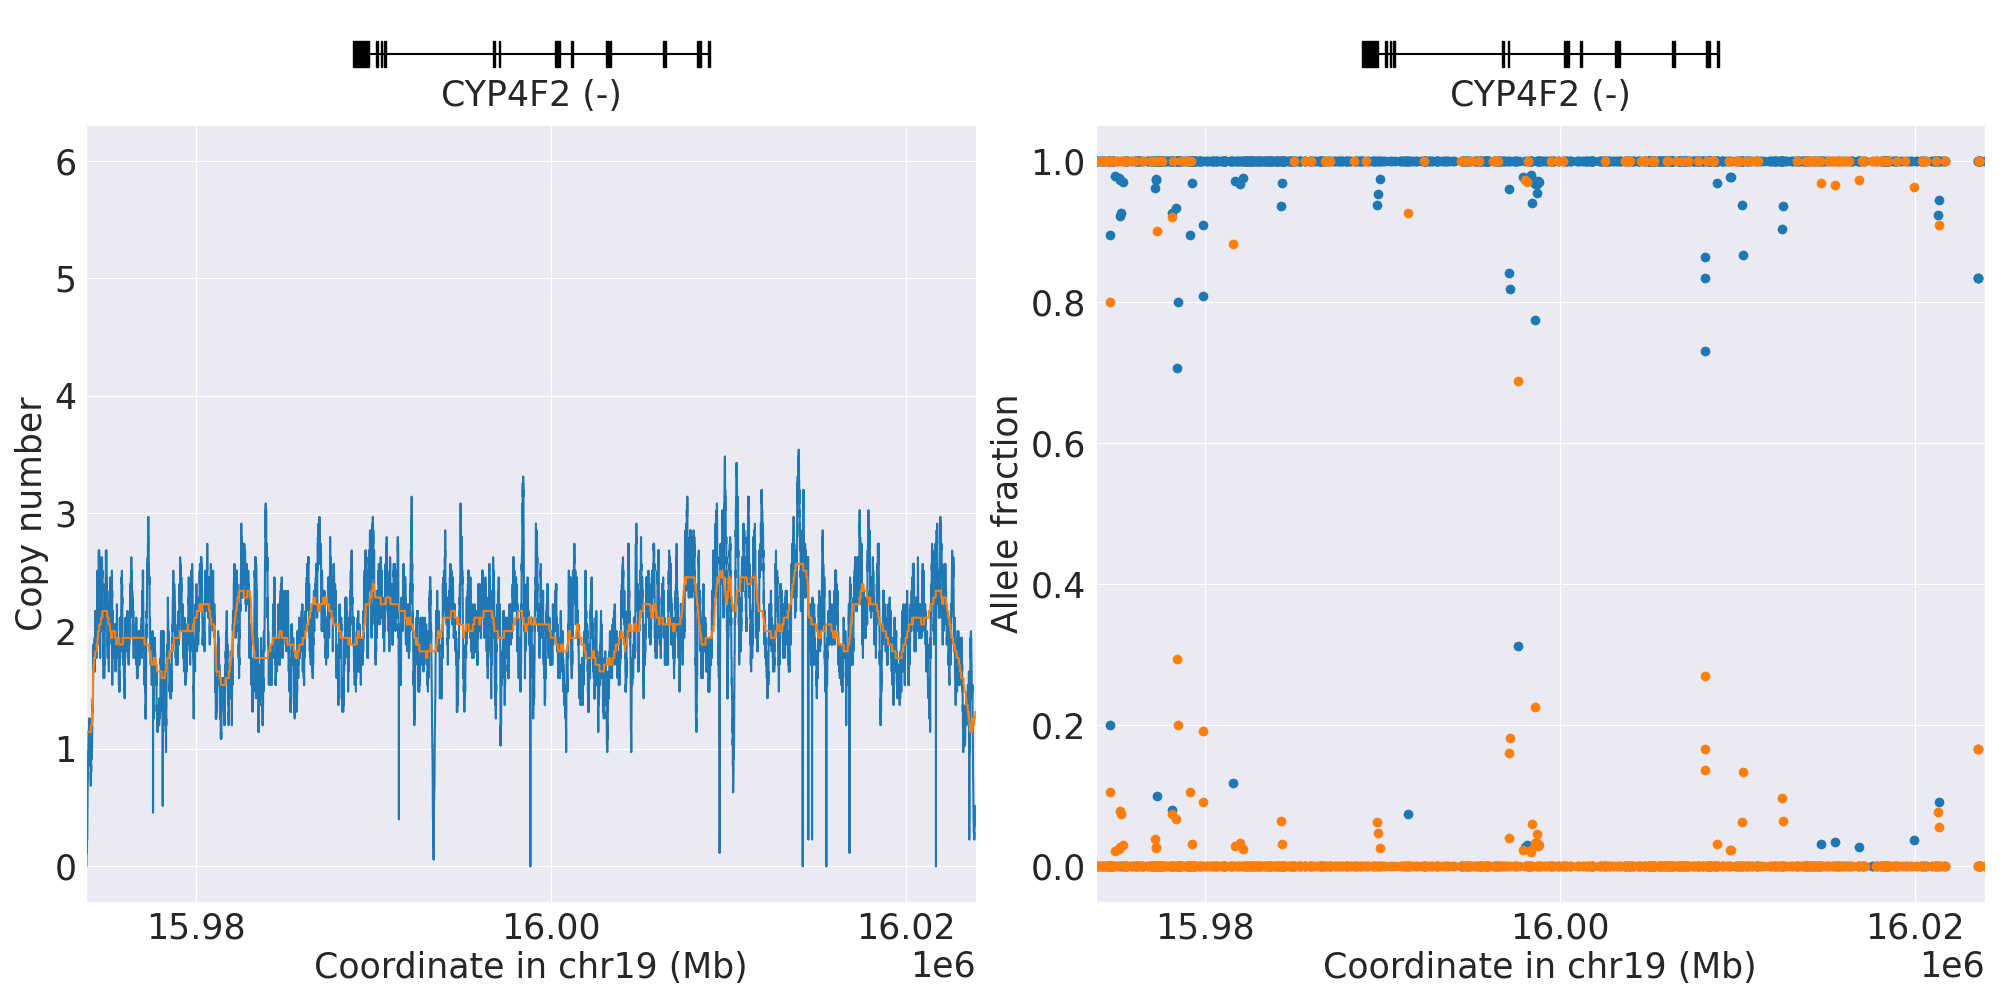 CYP4F2 (-)
6
5
4
3
2
1
0
Copy number
15.98
16.00
16.02
Coordinate in chr19 (Mb)
1e6
CYP4F2 (-)
1.0
0.8
0.6
0.4
0.2
0.0
Allele fraction
15.98
16.00
16.02
Coordinate in chr19 (Mb)
1e6